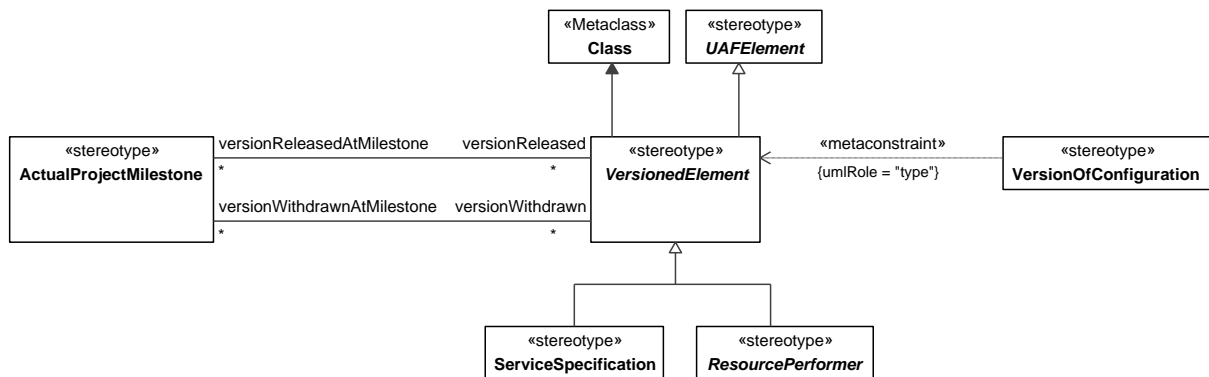 «Metaclass»
Class
«stereotype»
UAFElement
«stereotype»
ActualProjectMilestone
versionReleasedAtMilestone
*
versionReleased
*
versionWithdrawnAtMilestone
*
versionWithdrawn
*
«stereotype»
VersionedElement
«metaconstraint»
{umlRole = "type"}
«stereotype»
VersionOfConfiguration
«stereotype»
ServiceSpecification
«stereotype»
ResourcePerformer